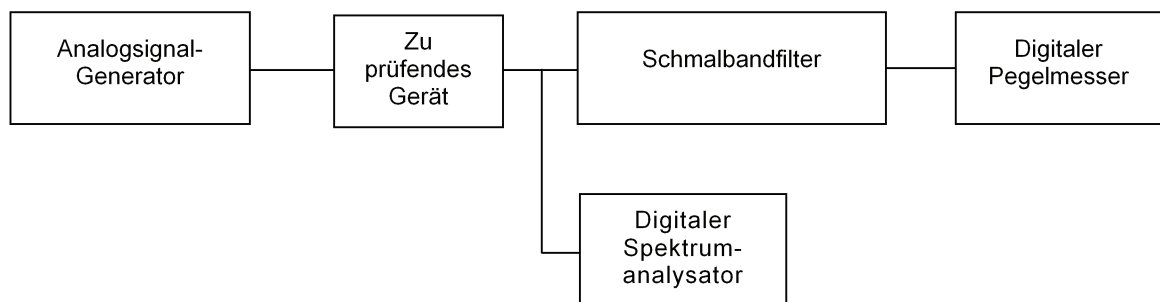 Analogsignal-
Generator
Zu
prüfendes
Gerät
Schmalbandfilter
Digitaler
Pegelmesser
Digitaler
Spektrum-
analysator